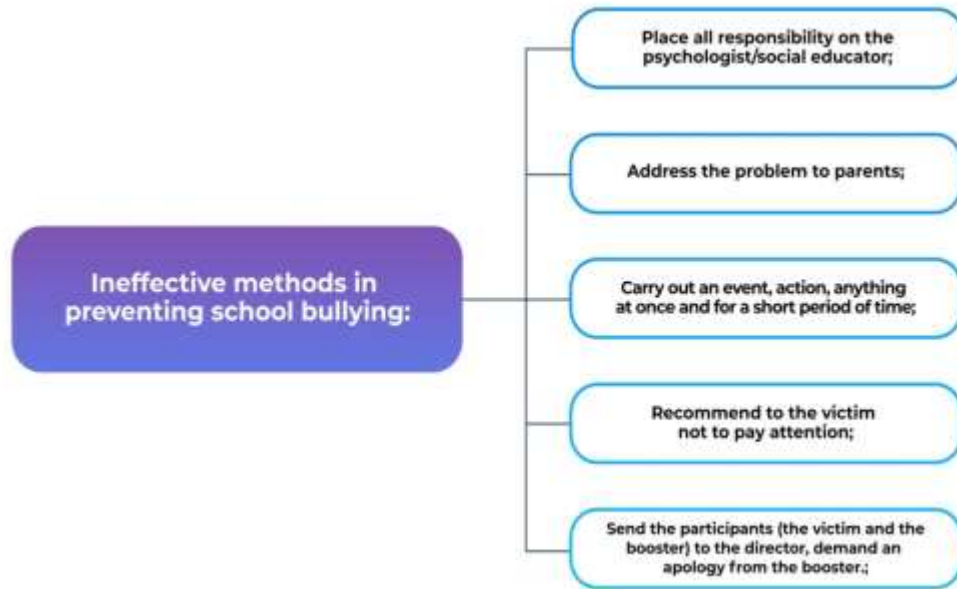 Ineffective methods in
preventing school bullying:
Place all responsibility on the
psychologist/social educator;
Address the problem to parents;
Carry out an event, action, anything
at once and for a short period of time;
Recommend to the victim
not to pay attention;
Send the participants (the victim and the
booster) to the director, demand an
apology from the booster.;